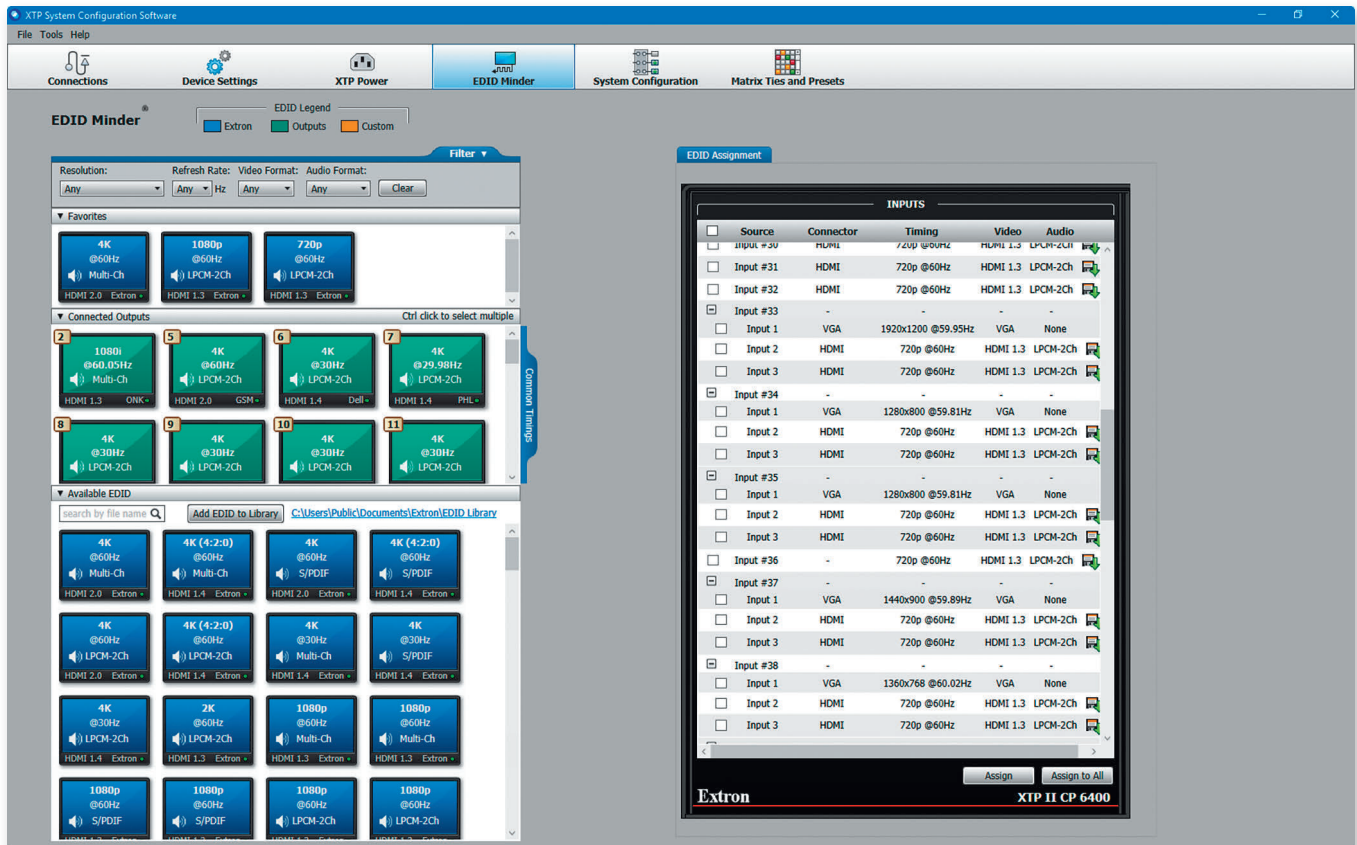 XTP System Configuration Software
File Tools Help
Connections
Device Settings
XTP Power
EDID Minder
System Configuration
Matrix Ties and Presets
EDID Minder®
EDID Legend
Extron Outputs Custom
Filter ▼
Resolution: Refresh Rate: Video Format: Audio Format:
Any Any Hz Any Any Clear
▼ Favorites
4K 1080p 720p
@60Hz @60Hz @60Hz
Multi-Ch LPCM-2Ch LPCM-2Ch
HDMI 2.0 Extron HDMI 1.3 Extron HDMI 1.3 Extron
▼ Connected Outputs Ctrl click to select multiple
2 5 6 7
1080i 4K 4K 4K
@60.05Hz @60Hz @30Hz @29.98Hz
Multi-Ch LPCM-2Ch LPCM-2Ch LPCM-2Ch
HDMI 1.3 ONK HDMI 2.0 GSM HDMI 1.4 Dell HDMI 1.4 PHL
8 9 10 11
4K 4K 4K 4K
@30Hz @30Hz @30Hz @30Hz
LPCM-2Ch LPCM-2Ch LPCM-2Ch LPCM-2Ch
Common Timings
▼ Available EDID
search by file name Add EDID to Library C:\Users\Public\Documents\Extron\EDID Library
4K 4K (4:2:0) 4K 4K (4:2:0)
@60Hz @60Hz @60Hz @60Hz
Multi-Ch Multi-Ch S/PDIF S/PDIF
HDMI 2.0 Extron HDMI 1.4 Extron HDMI 2.0 Extron HDMI 1.4 Extron
4K 4K (4:2:0) 4K 4K
@60Hz @60Hz @30Hz @30Hz
LPCM-2Ch LPCM-2Ch Multi-Ch S/PDIF
HDMI 2.0 Extron HDMI 1.4 Extron HDMI 1.4 Extron HDMI 1.4 Extron
4K 2K 1080p 1080p
@30Hz @60Hz @60Hz @60Hz
LPCM-2Ch LPCM-2Ch Multi-Ch Multi-Ch
HDMI 1.4 Extron HDMI 1.3 Extron HDMI 1.3 Extron HDMI 1.3 Extron
1080p 1080p 1080p 1080p
@60Hz @60Hz @60Hz @60Hz
S/PDIF S/PDIF LPCM-2Ch LPCM-2Ch
EDID Assignment
INPUTS
Source Connector Timing Video Audio
Input #30 HDMI 720p @60Hz HDMI 1.3 LPCM-2Ch
Input #31 HDMI 720p @60Hz HDMI 1.3 LPCM-2Ch
Input #32 HDMI 720p @60Hz HDMI 1.3 LPCM-2Ch
Input #33 - - - -
Input 1 VGA 1920x1200 @59.95Hz VGA None
Input 2 HDMI 720p @60Hz HDMI 1.3 LPCM-2Ch
Input 3 HDMI 720p @60Hz HDMI 1.3 LPCM-2Ch
Input #34 - - - -
Input 1 VGA 1280x800 @59.81Hz VGA None
Input 2 HDMI 720p @60Hz HDMI 1.3 LPCM-2Ch
Input 3 HDMI 720p @60Hz HDMI 1.3 LPCM-2Ch
Input #35 - - - -
Input 1 VGA 1280x800 @59.81Hz VGA None
Input 2 HDMI 720p @60Hz HDMI 1.3 LPCM-2Ch
Input 3 HDMI 720p @60Hz HDMI 1.3 LPCM-2Ch
Input #36 - 720p @60Hz HDMI 1.3 LPCM-2Ch
Input #37 - - - -
Input 1 VGA 1440x900 @59.89Hz VGA None
Input 2 HDMI 720p @60Hz HDMI 1.3 LPCM-2Ch
Input 3 HDMI 720p @60Hz HDMI 1.3 LPCM-2Ch
Input #38 - - - -
Input 1 VGA 1360x768 @60.02Hz VGA None
Input 2 HDMI 720p @60Hz HDMI 1.3 LPCM-2Ch
Input 3 HDMI 720p @60Hz HDMI 1.3 LPCM-2Ch
Assign Assign to All
Extron XTP II CP 6400